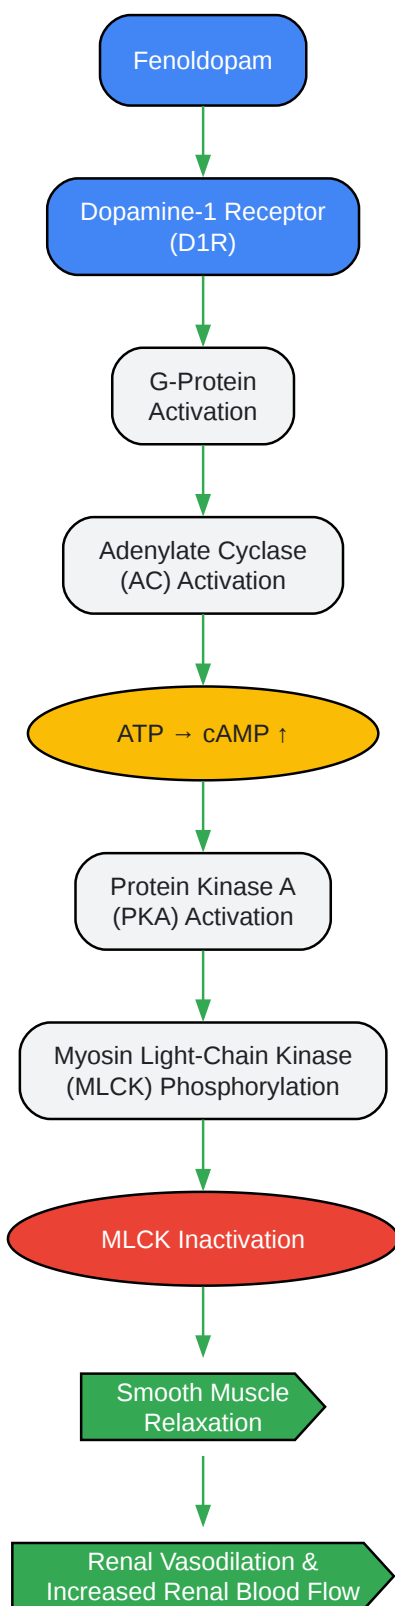 Fenoldopam
Dopamine-1 Receptor
(D1R)
G-Protein
Activation
Adenylate Cyclase
(AC) Activation
ATP → cAMP ↑
Protein Kinase A
(PKA) Activation
Myosin Light-Chain Kinase
(MLCK) Phosphorylation
MLCK Inactivation
Smooth Muscle
Relaxation
Renal Vasodilation &
Increased Renal Blood Flow